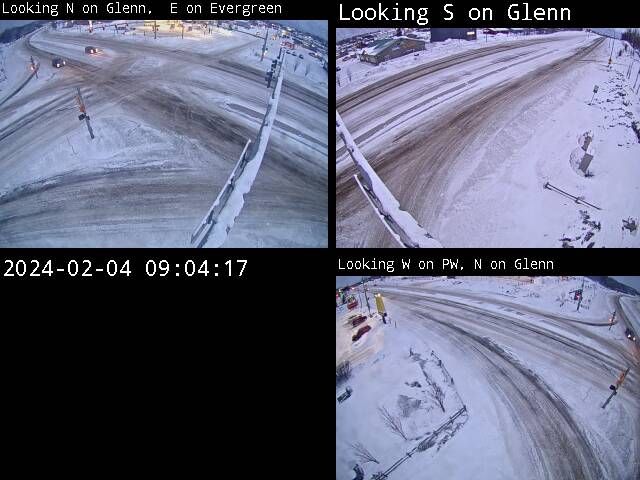 Looking N on Glenn,  E on Evergreen
Looking S on Glenn
2024-02-04 09:04:17
Looking W on PW, N on Glenn